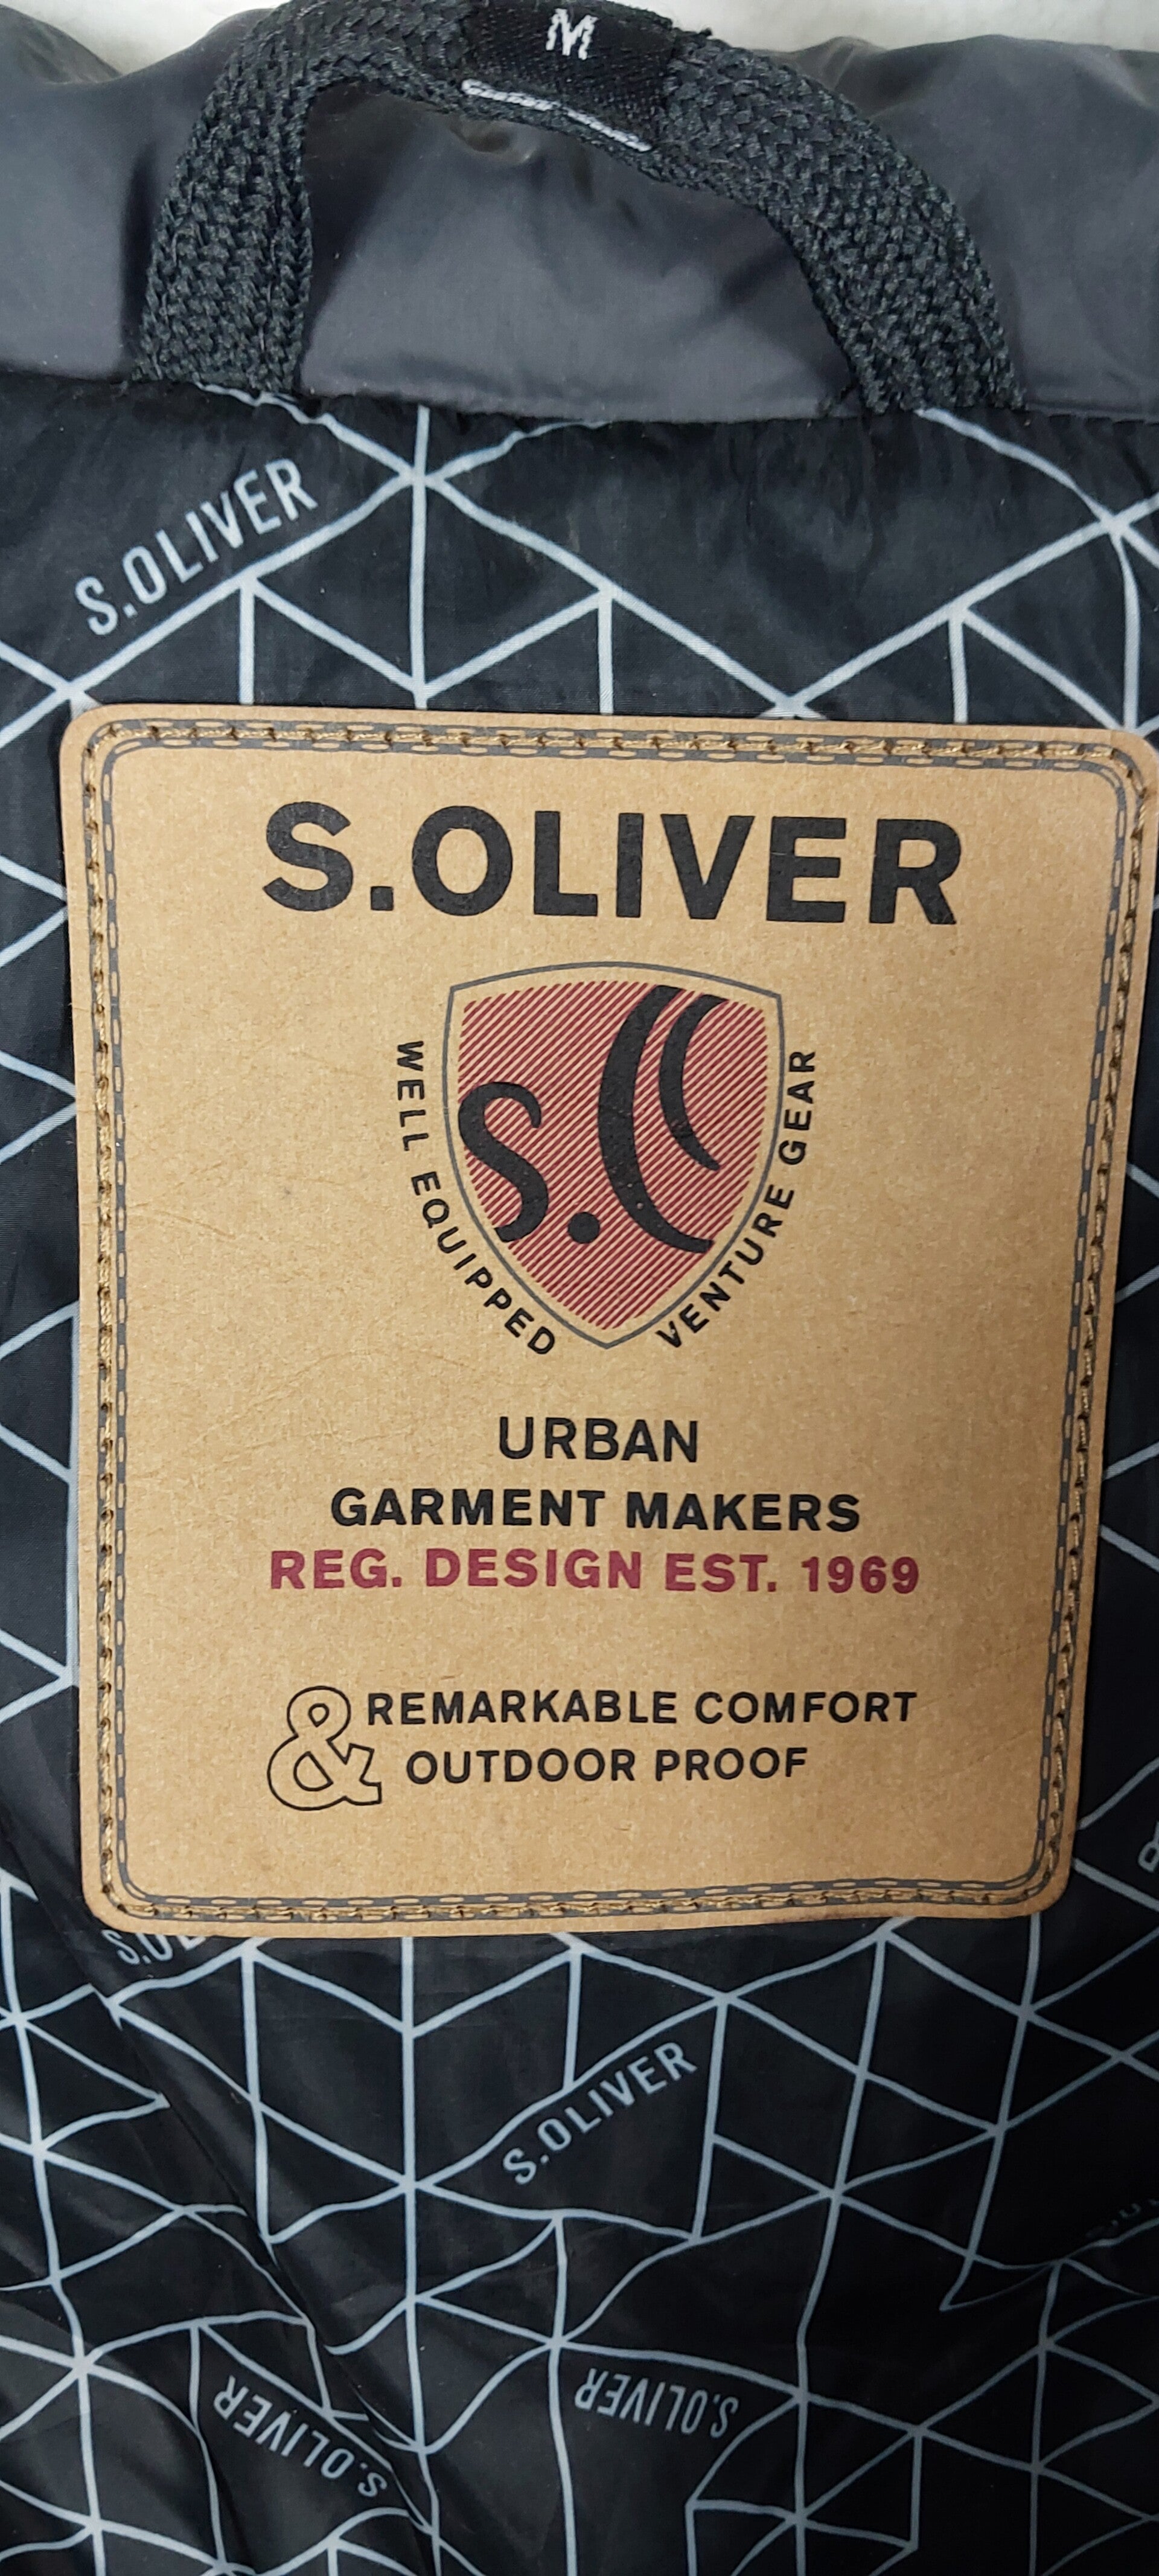 M
S.OLIVER
S.OLIVER
s.
WELL EQUIPPED
VENTURE GEAR
URBAN
GARMENT MAKERS
REG. DESIGN EST. 1969
& REMARKABLE COMFORT
OUTDOOR PROOF
S.OL
S.OLIVER
S.OLIVER
S.OLIVER